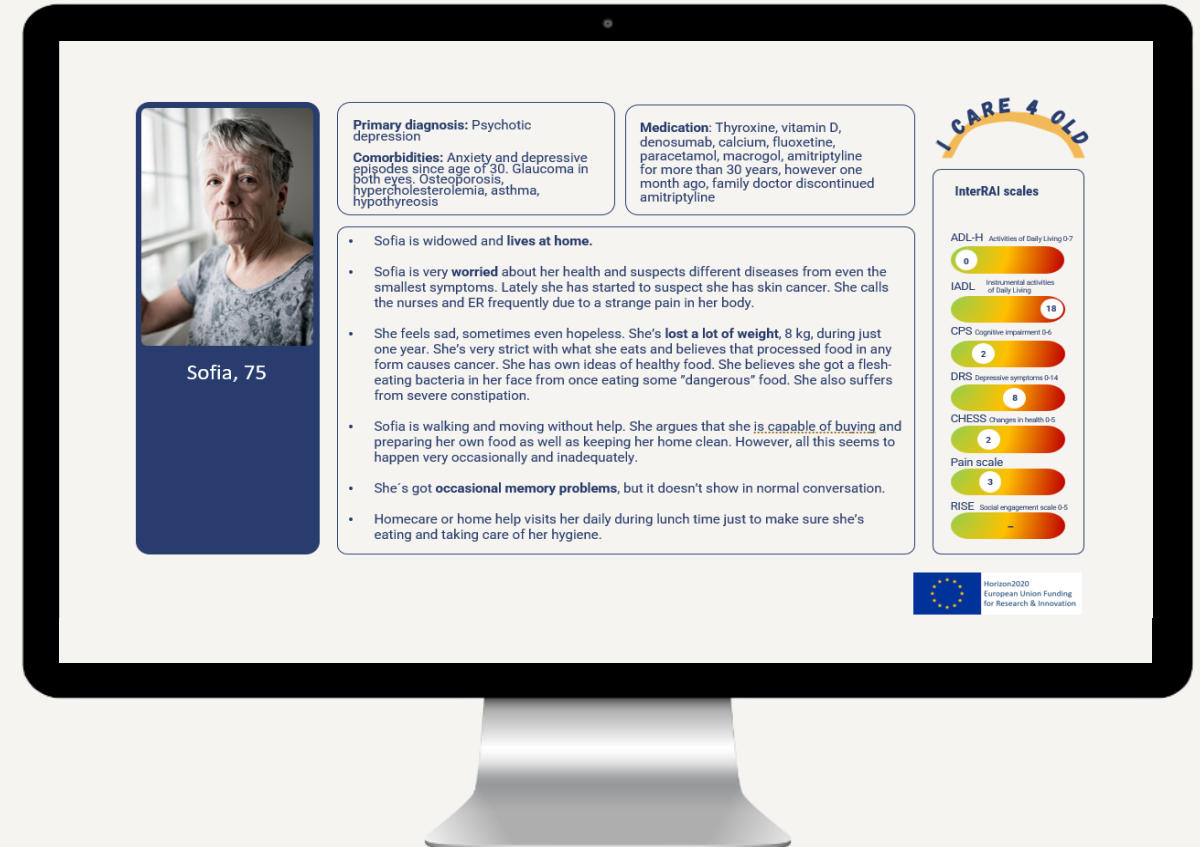 Sofia, 75
Primary diagnosis: Psychotic
depression
Comorbidities: Anxiety and depressive
episodes since age of 30. Glaucoma in
both eyes. Osteoporosis,
hypercholesterolemia, asthma,
hypothyreosis
Medication: Thyroxine, vitamin D,
denosumab, calcium, fluoxetine,
paracetamol, macrogol, amitriptyline
for more than 30 years, however one
month ago, family doctor discontinued
amitriptyline
• Sofia is widowed and lives at home.
• Sofia is very worried about her health and suspects different diseases from even the
smallest symptoms. Lately she has started to suspect she has skin cancer. She calls
the nurses and ER frequently due to a strange pain in her body.
• She feels sad, sometimes even hopeless. She's lost a lot of weight, 8 kg, during just
one year. She's very strict with what she eats and believes that processed food in any
form causes cancer. She has own ideas of healthy food. She believes she got a flesh-
eating bacteria in her face from once eating some "dangerous" food. She also suffers
from severe constipation.
• Sofia is walking and moving without help. She argues that she is capable of buying and
preparing her own food as well as keeping her home clean. However, all this seems to
happen very occasionally and inadequately.
• She´s got occasional memory problems, but it doesn't show in normal conversation.
• Homecare or home help visits her daily during lunch time just to make sure she's
eating and taking care of her hygiene.
I CARE 4 OLD
InterRAI scales
ADL-H Activities of Daily Living 0-7
0
IADL Instrumental activities
of Daily Living
18
CPS Cognitive impairment 0-6
2
DRS Depressive symptoms 0-14
8
CHESS Changes in health 0-5
2
Pain scale
3
RISE Social engagement scale 0-5
–
Horizon2020
European Union Funding
for Research & Innovation